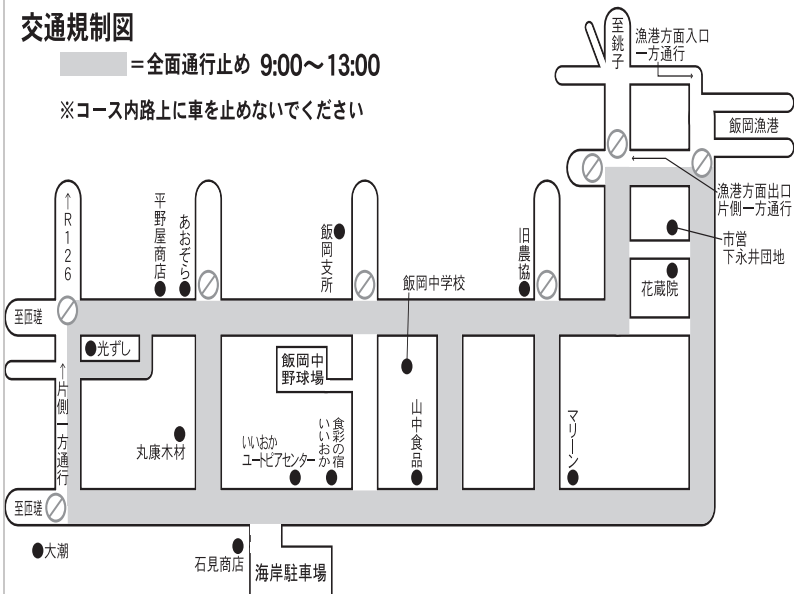 交通規制図
=全面通行止め 9:00〜13:00
※コース内路上に車を止めないでください
至銚子
漁港方面入口
一方通行
飯岡漁港
漁港方面出口
片側一方通行
市営
下永井団地
花蔵院
↑R126
平野屋商店
あおぞら
飯岡支所
旧農協
飯岡中学校
至匝瑳
光ずし
↑片側一方通行
飯岡中
野球場
丸康木材
いいおか
ユートピアセンター
食彩の宿
いいおか
山中食品
マリーン
至匝瑳
大潮
石見商店
海岸駐車場